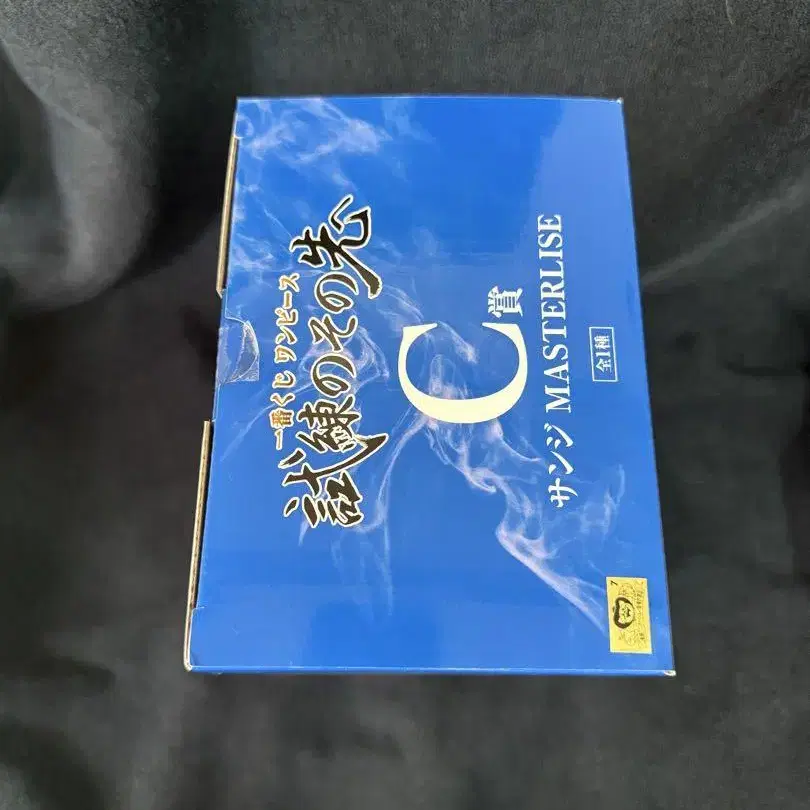 一番くじ ワンピース
試練のその先
C賞
サンジ MASTERLISE
全1種
7